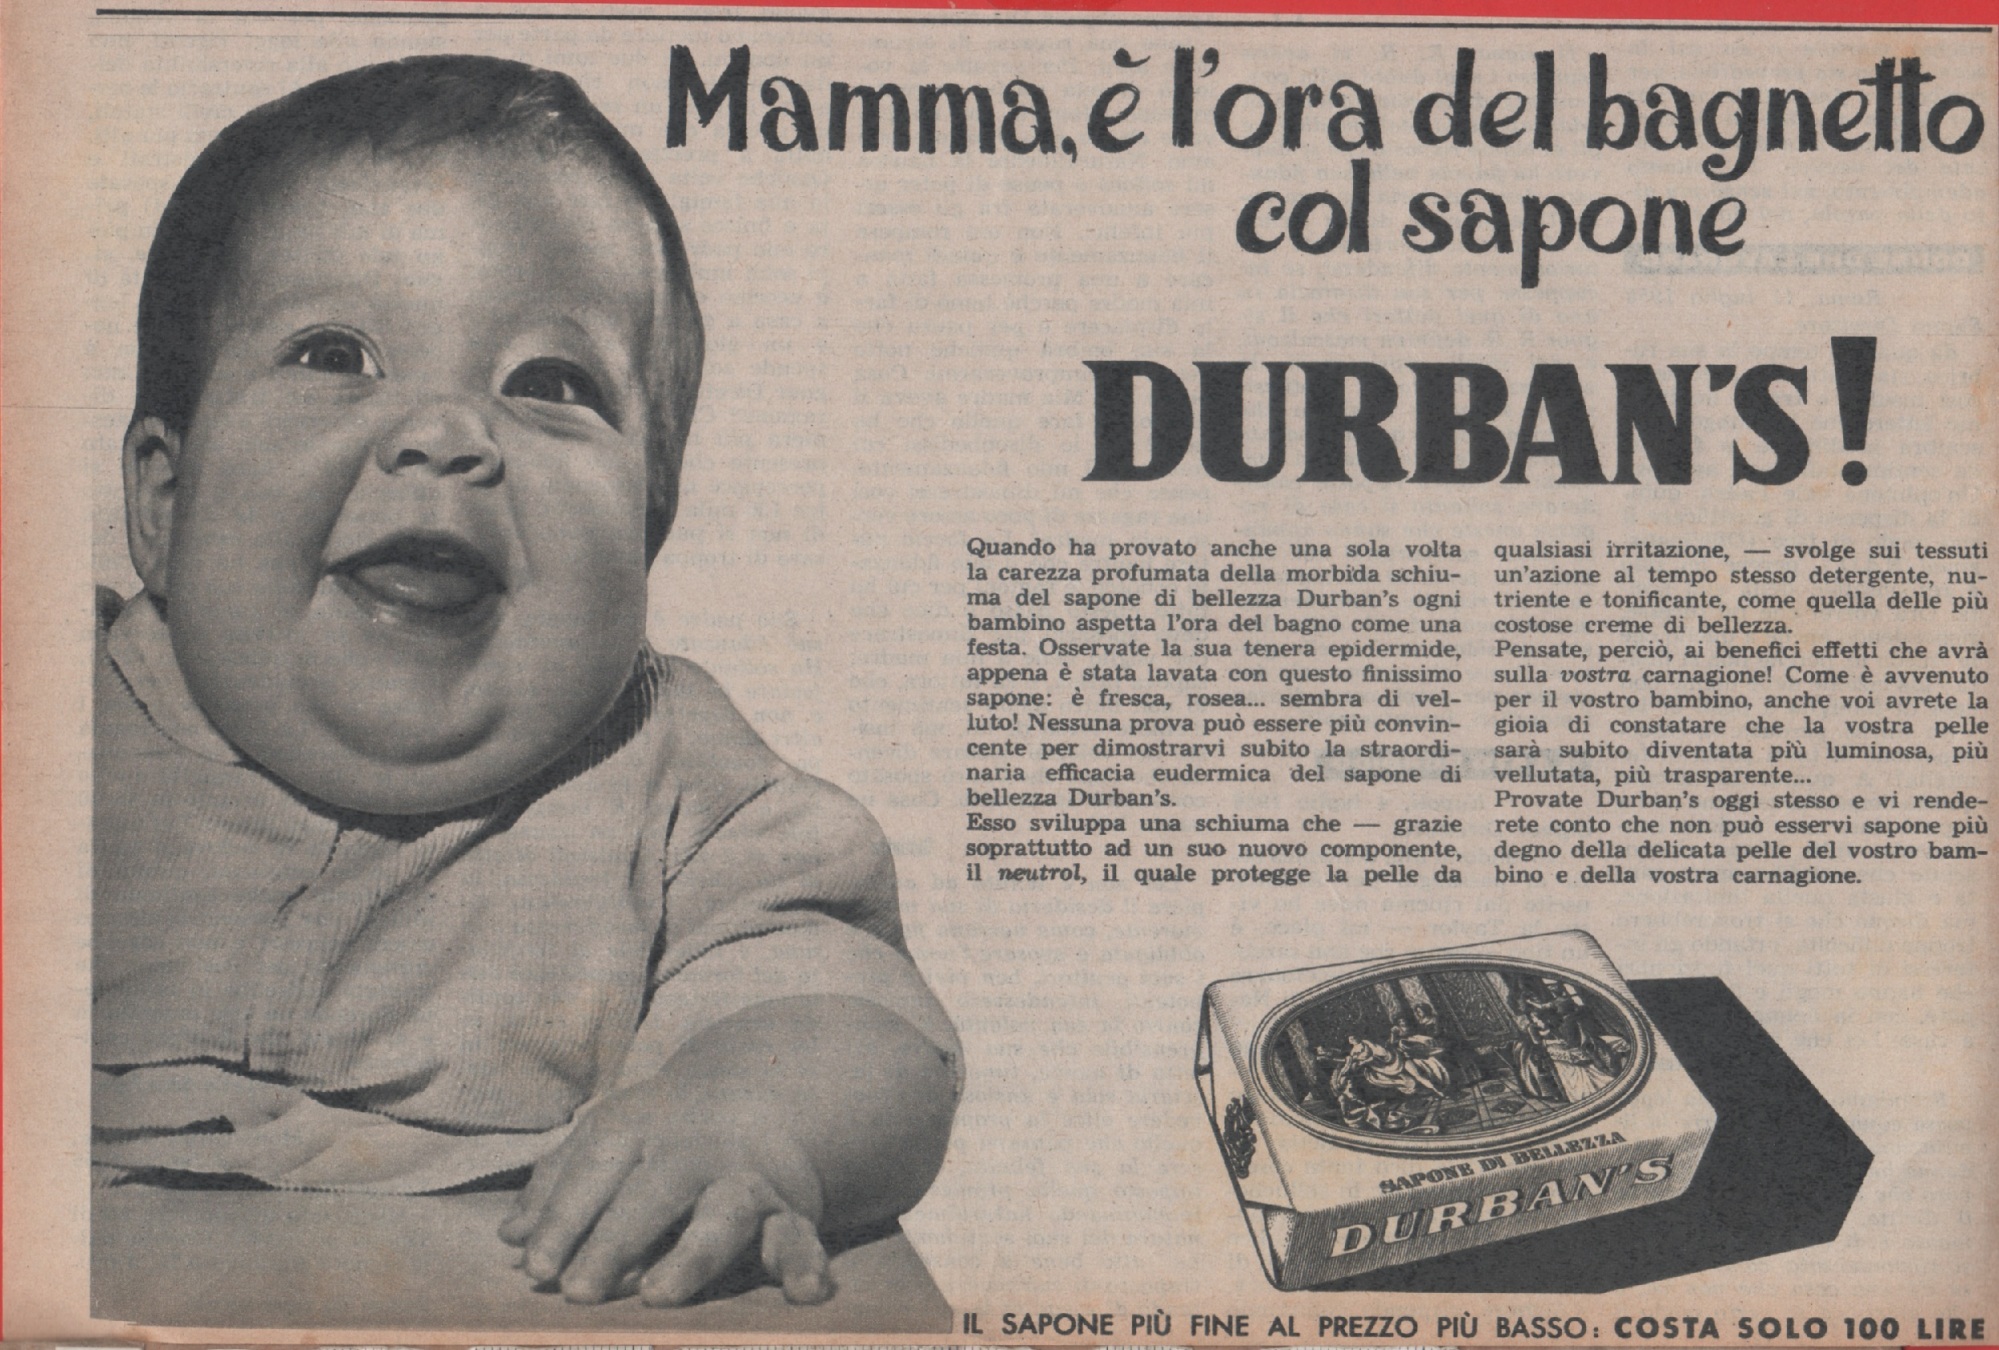 Mamma, è l'ora del bagnetto
col sapone
DURBAN'S!
Quando ha provato anche una sola volta
la carezza profumata della morbida schiu-
ma del sapone di bellezza Durban's ogni
bambino aspetta l'ora del bagno come una
festa. Osservate la sua tenera epidermide,
appena è stata lavata con questo finissimo
sapone: è fresca, rosea... sembra di vel-
luto! Nessuna prova può essere più convin-
cente per dimostrarvi subito la straordi-
naria efficacia eudermica del sapone di
bellezza Durban's.
Esso sviluppa una schiuma che — grazie
soprattutto ad un suo nuovo componente,
il neutrol, il quale protegge la pelle da
qualsiasi irritazione, — svolge sui tessuti
un'azione al tempo stesso detergente, nu-
triente e tonificante, come quella delle più
costose creme di bellezza.
Pensate, perciò, ai benefici effetti che avrà
sulla vostra carnagione! Come è avvenuto
per il vostro bambino, anche voi avrete la
gioia di constatare che la vostra pelle
sarà subito diventata più luminosa, più
vellutata, più trasparente...
Provate Durban's oggi stesso e vi rende-
rete conto che non può esservi sapone più
degno della delicata pelle del vostro bam-
bino e della vostra carnagione.
SAPONE DI BELLEZZA
DURBAN'S
IL SAPONE PIÙ FINE AL PREZZO PIÙ BASSO: COSTA SOLO 100 LIRE